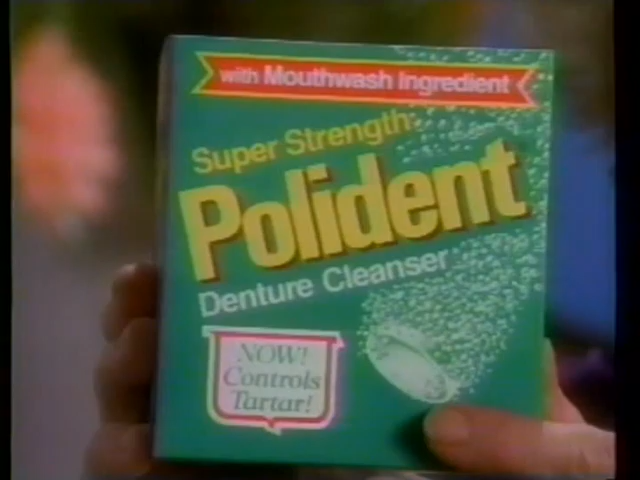 with Mouthwash Ingredient
Super Strength
Polident
Denture Cleanser
NOW!
Controls
Tartar!